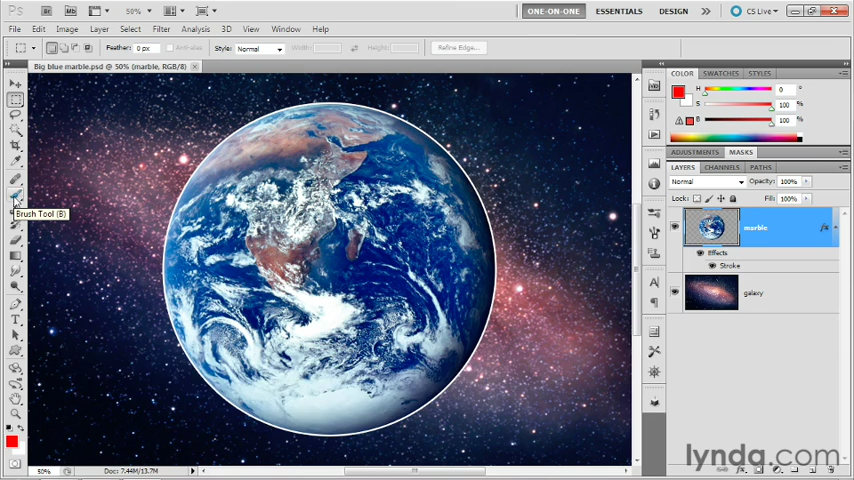 Ps Br Mb 50% ONE-ON-ONE ESSENTIALS DESIGN CS Live
File Edit Image Layer Select Filter Analysis 3D View Window Help
Feather: 0 px Anti-alias Style: Normal Width: Height: Refine Edge...
Big blue marble.psd @ 50% (marble, RGB/8)
COLOR SWATCHES STYLES
H 0 °
S 100 %
B 100 %
ADJUSTMENTS MASKS
LAYERS CHANNELS PATHS
Normal Opacity: 100%
Lock: Fill: 100%
Brush Tool (B)
marble fx
Effects
Stroke
galaxy
lynda.com
50% Doc: 7.44M/13.7M